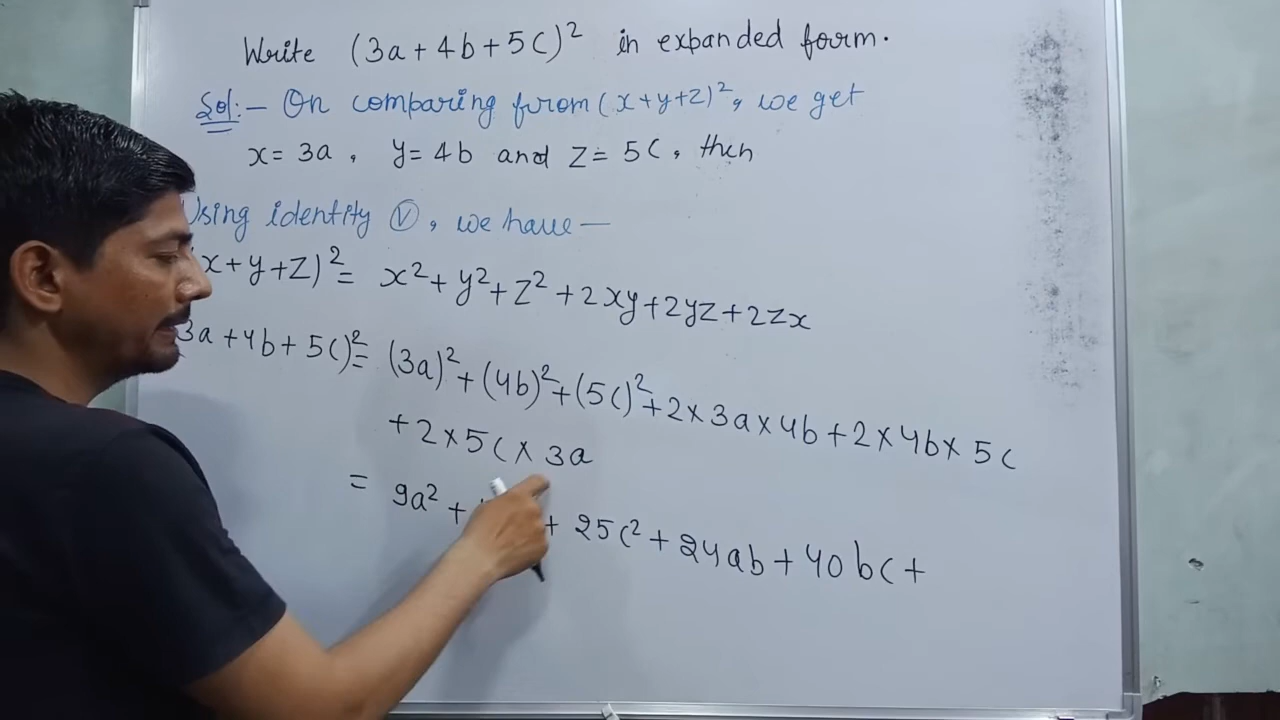 Write (3a+4b+5c)² in expanded form.
Sol:- On comparing from (x+y+z)², we get
x=3a, y=4b and z=5c, then
Using identity Ⓥ, we have—
x+y+z)²= x²+y²+z²+2xy+2yz+2zx
3a+4b+5c)²= (3a)²+(4b)²+(5c)²+2×3a×4b+2×4b×5c
+2×5c×3a
= 9a²+ + 25c²+24ab+40bc+